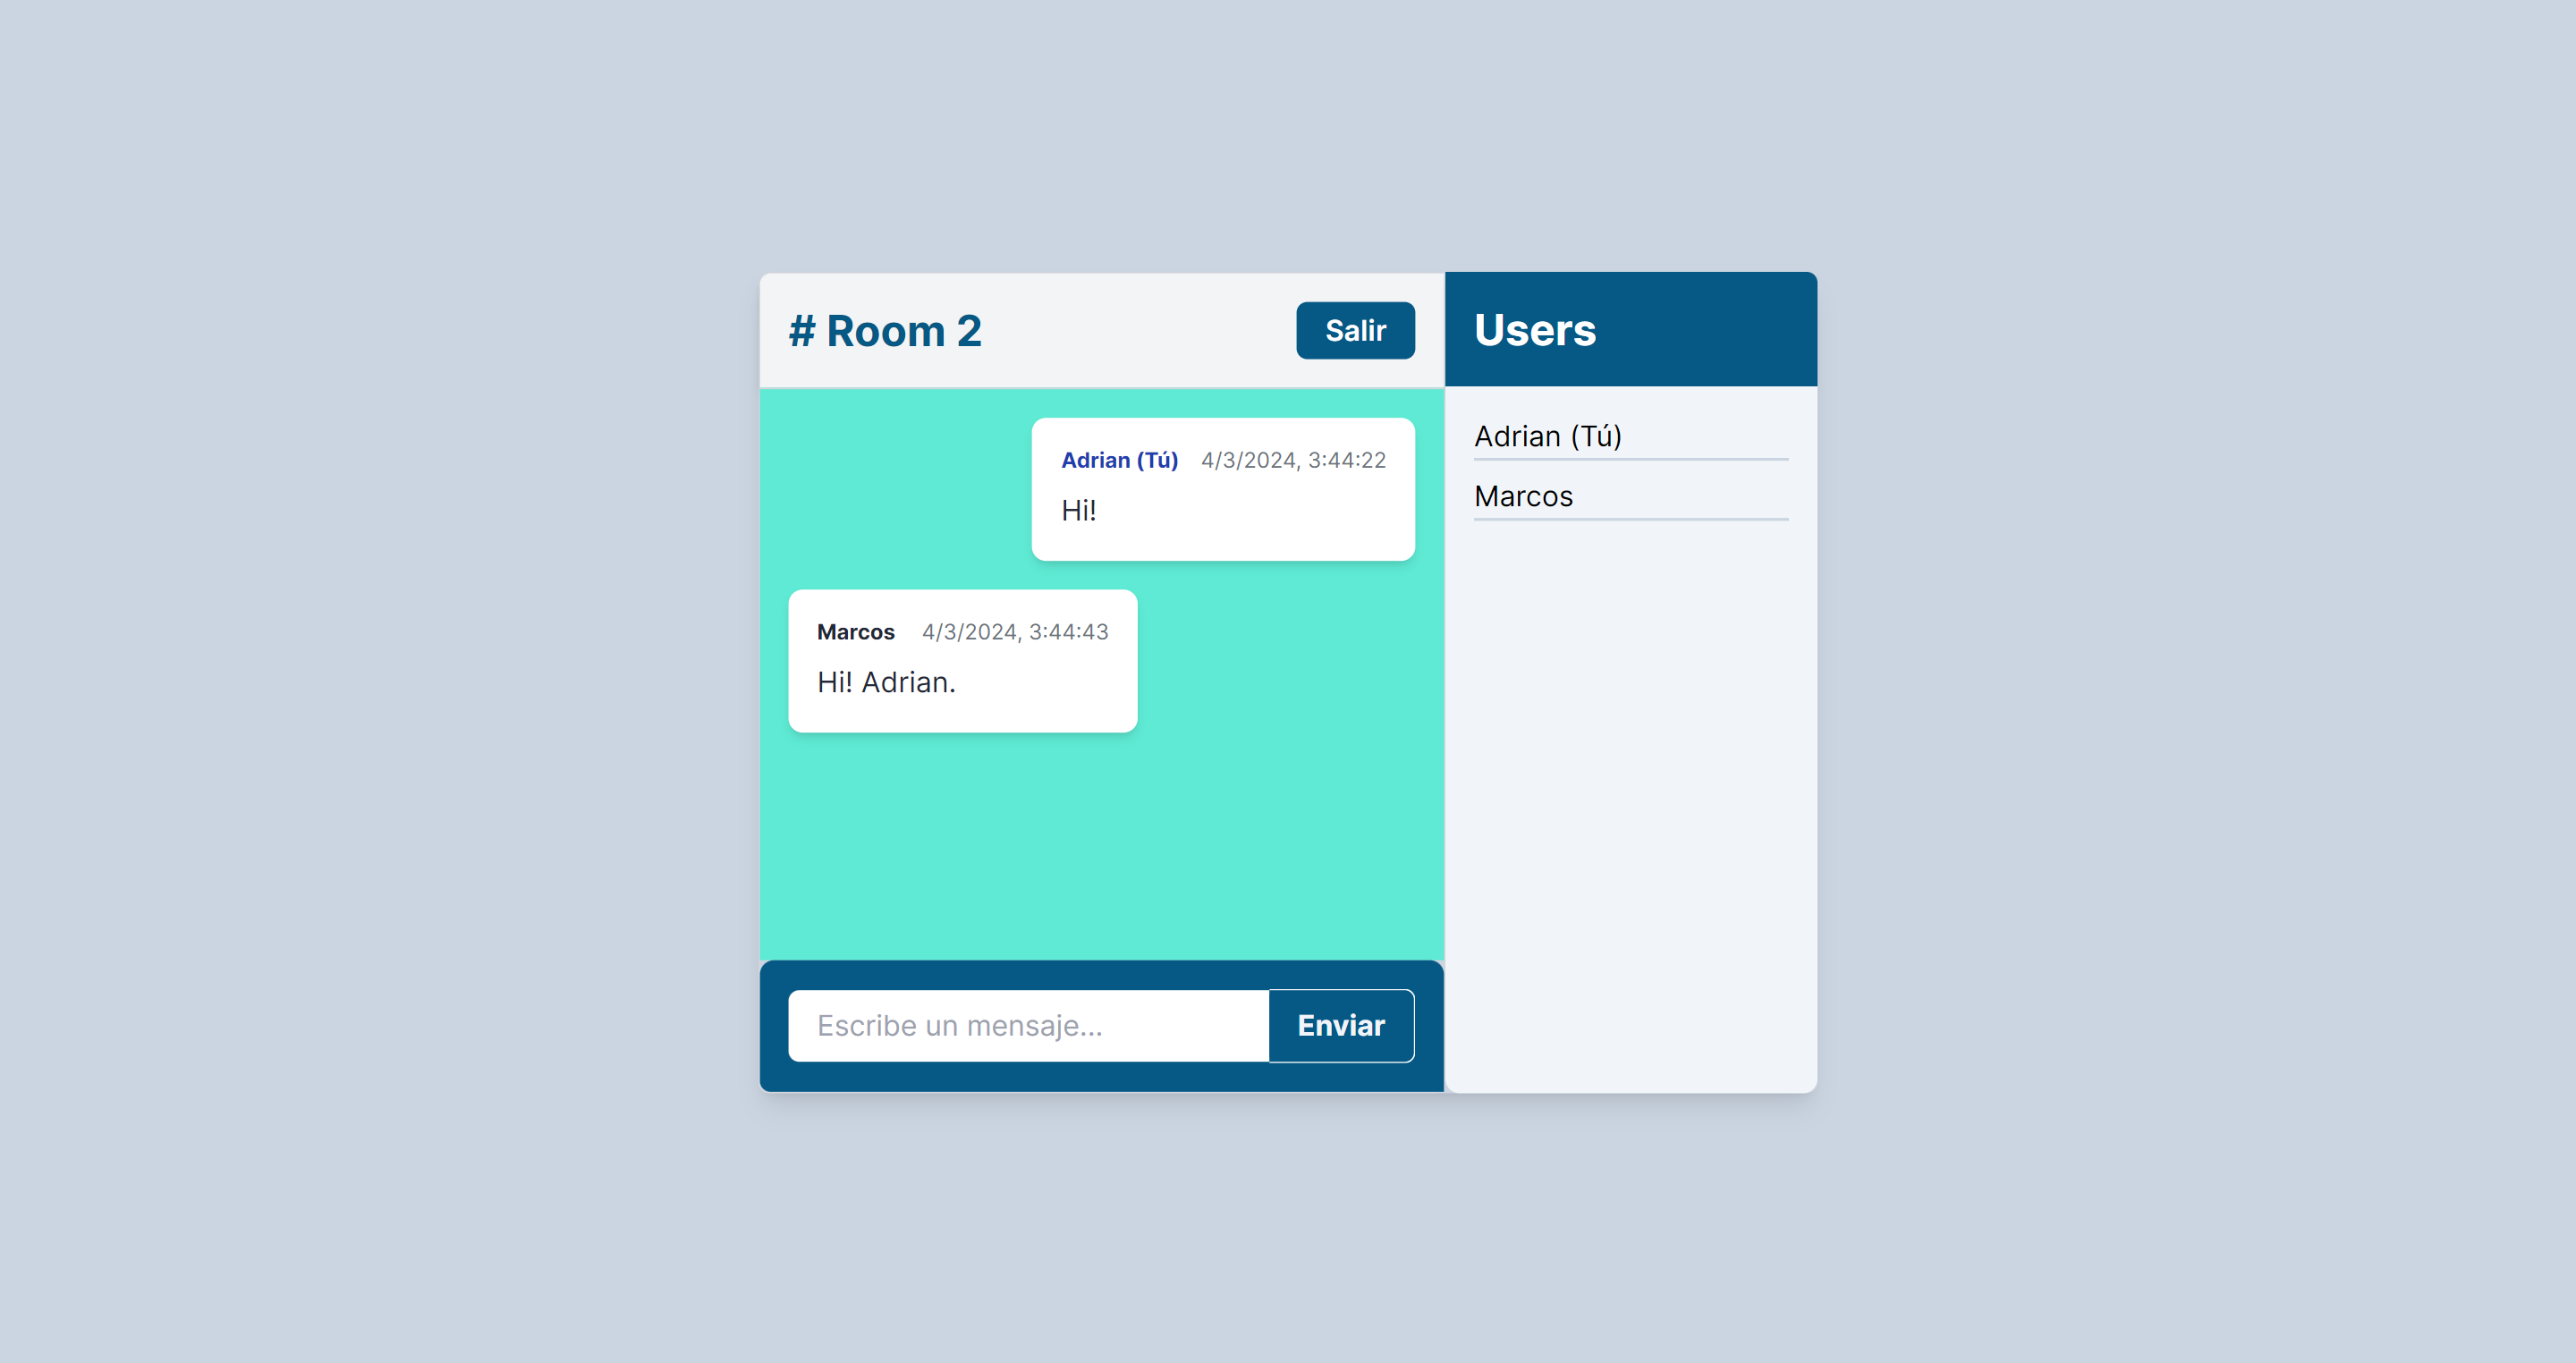 # Room 2
Salir
Users
Adrian (Tú) 4/3/2024, 3:44:22
Hi!
Marcos 4/3/2024, 3:44:43
Hi! Adrian.
Escribe un mensaje...
Enviar
Adrian (Tú)
Marcos